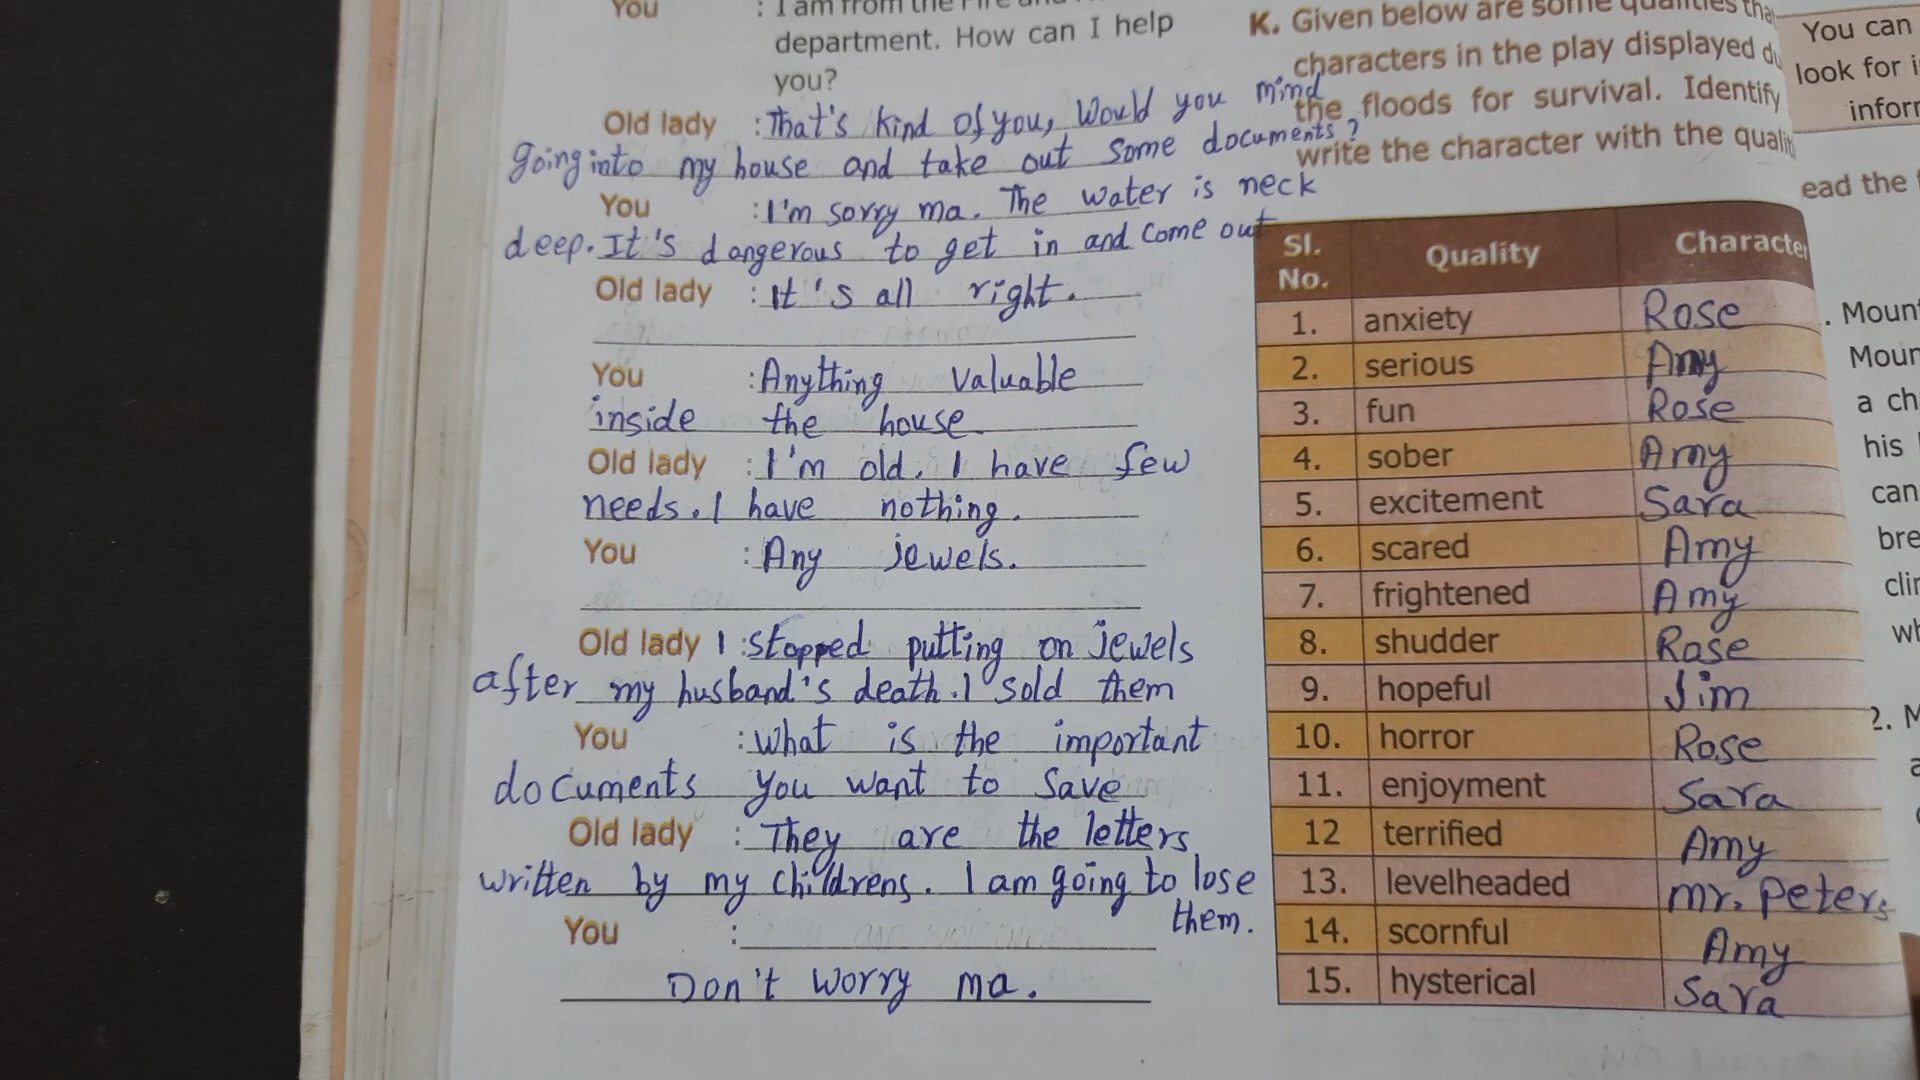 You : I am from the Fire and
department. How can I help
you?
Old lady : That's kind of you, Would you mind
going into my house and take out some documents?
You : I'm sorry ma. The water is neck
deep. It's dangerous to get in and come out
Old lady : It's all right.
You : Anything valuable
inside the house.
Old lady : I'm old. I have few
needs. I have nothing.
You : Any jewels.
Old lady : I stopped putting on jewels
after my husband's death. I sold them
You : What is the important
documents you want to save
Old lady : They are the letters
written by my childrens. I am going to lose
them.
You :
Don't worry ma.
K. Given below are some qualities
characters in the play displayed
the floods for survival. Identify
write the character with the
Sl. No. Quality Character
1. anxiety Rose
2. serious Amy
3. fun Rose
4. sober Amy
5. excitement Sara
6. scared Amy
7. frightened Amy
8. shudder Rose
9. hopeful Jim
10. horror Rose
11. enjoyment Sara
12 terrified Amy
13. levelheaded mr. Peters
14. scornful Amy
15. hysterical Sara
You can
look for
ead the
a ch
his
can
2.